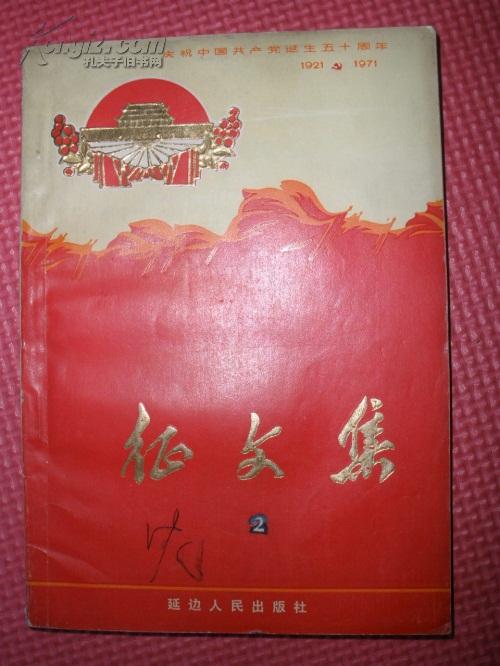 庆祝中国共产党诞生五十周年
1921 1971
孔夫子旧书网
征文集
2
延边人民出版社